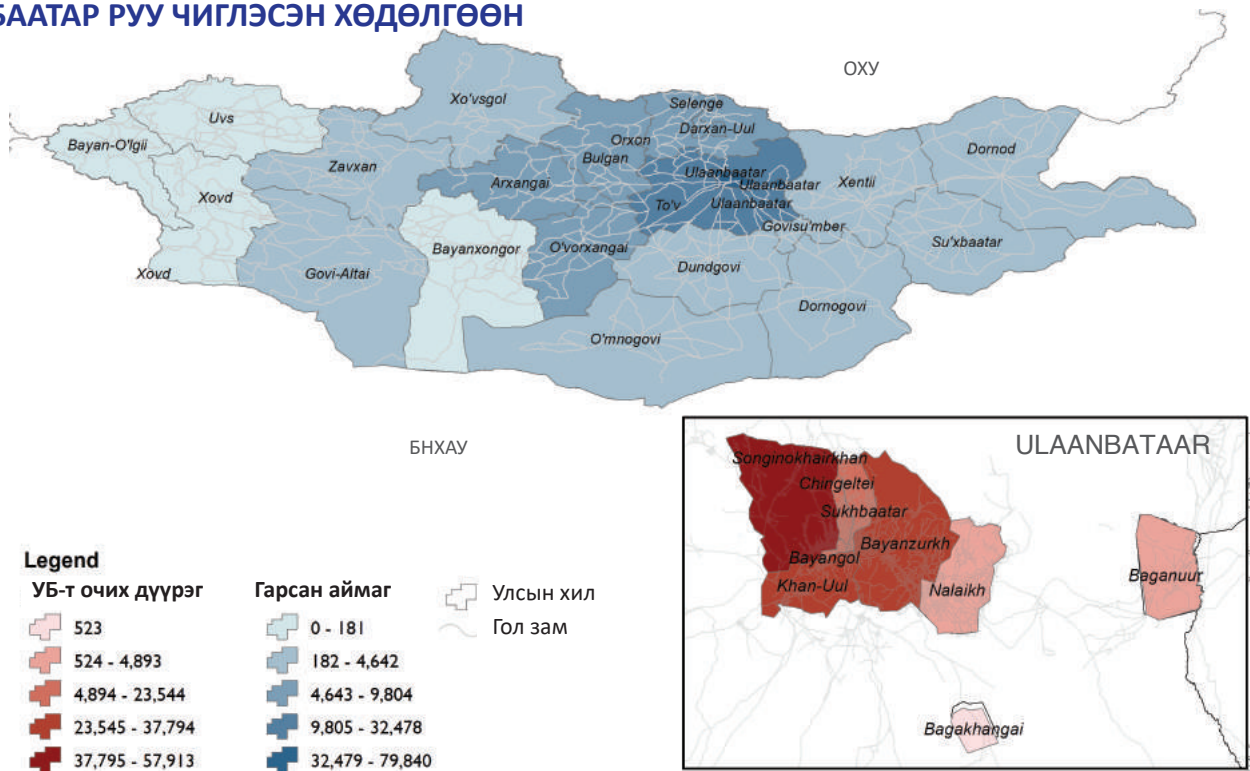 БААТАР РУУ ЧИГЛЭСЭН ХӨДӨЛГӨӨН
ОХУ
Xo'vsgol
Selenge
Uvs
Darxan-Uul
Orxon
Bayan-O'lgii
Dornod
Bulgan
Zavxan
Ulaanbaatar
Arxangai
Ulaanbaatar
Xentii
Xovd
To'v
Ulaanbaatar
Govisu'mber
Bayanxongor
O'vorxangai
Su'xbaatar
Xovd
Govi-Altai
Dundgovi
Dornogovi
O'mnogovi
БНХАУ
ULAANBATAAR
Songinokhairkhan
Chingeltei
Sukhbaatar
Bayanzurkh
Bayangol
Khan-Uul
Nalaikh
Baganuur
Bagakhangai
Legend
УБ-т очих дүүрэг
523
524 - 4,893
4,894 - 23,544
23,545 - 37,794
37,795 - 57,913
Гарсан аймаг
0 - 181
182 - 4,642
4,643 - 9,804
9,805 - 32,478
32,479 - 79,840
Улсын хил
Гол зам